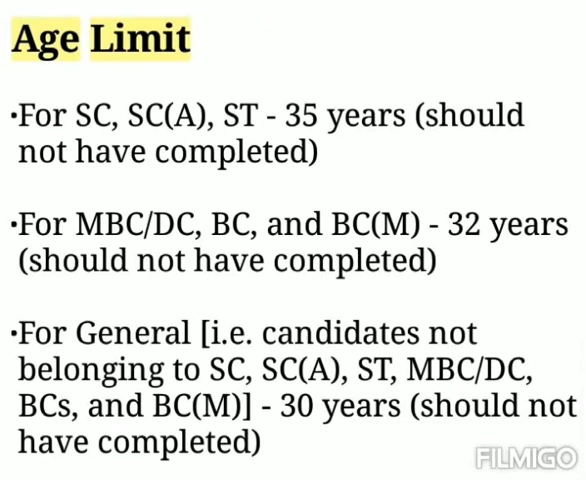 Age Limit
•For SC, SC(A), ST - 35 years (should
not have completed)
•For MBC/DC, BC, and BC(M) - 32 years
(should not have completed)
•For General [i.e. candidates not
belonging to SC, SC(A), ST, MBC/DC,
BCs, and BC(M)] - 30 years (should not
have completed)
FILMIGO